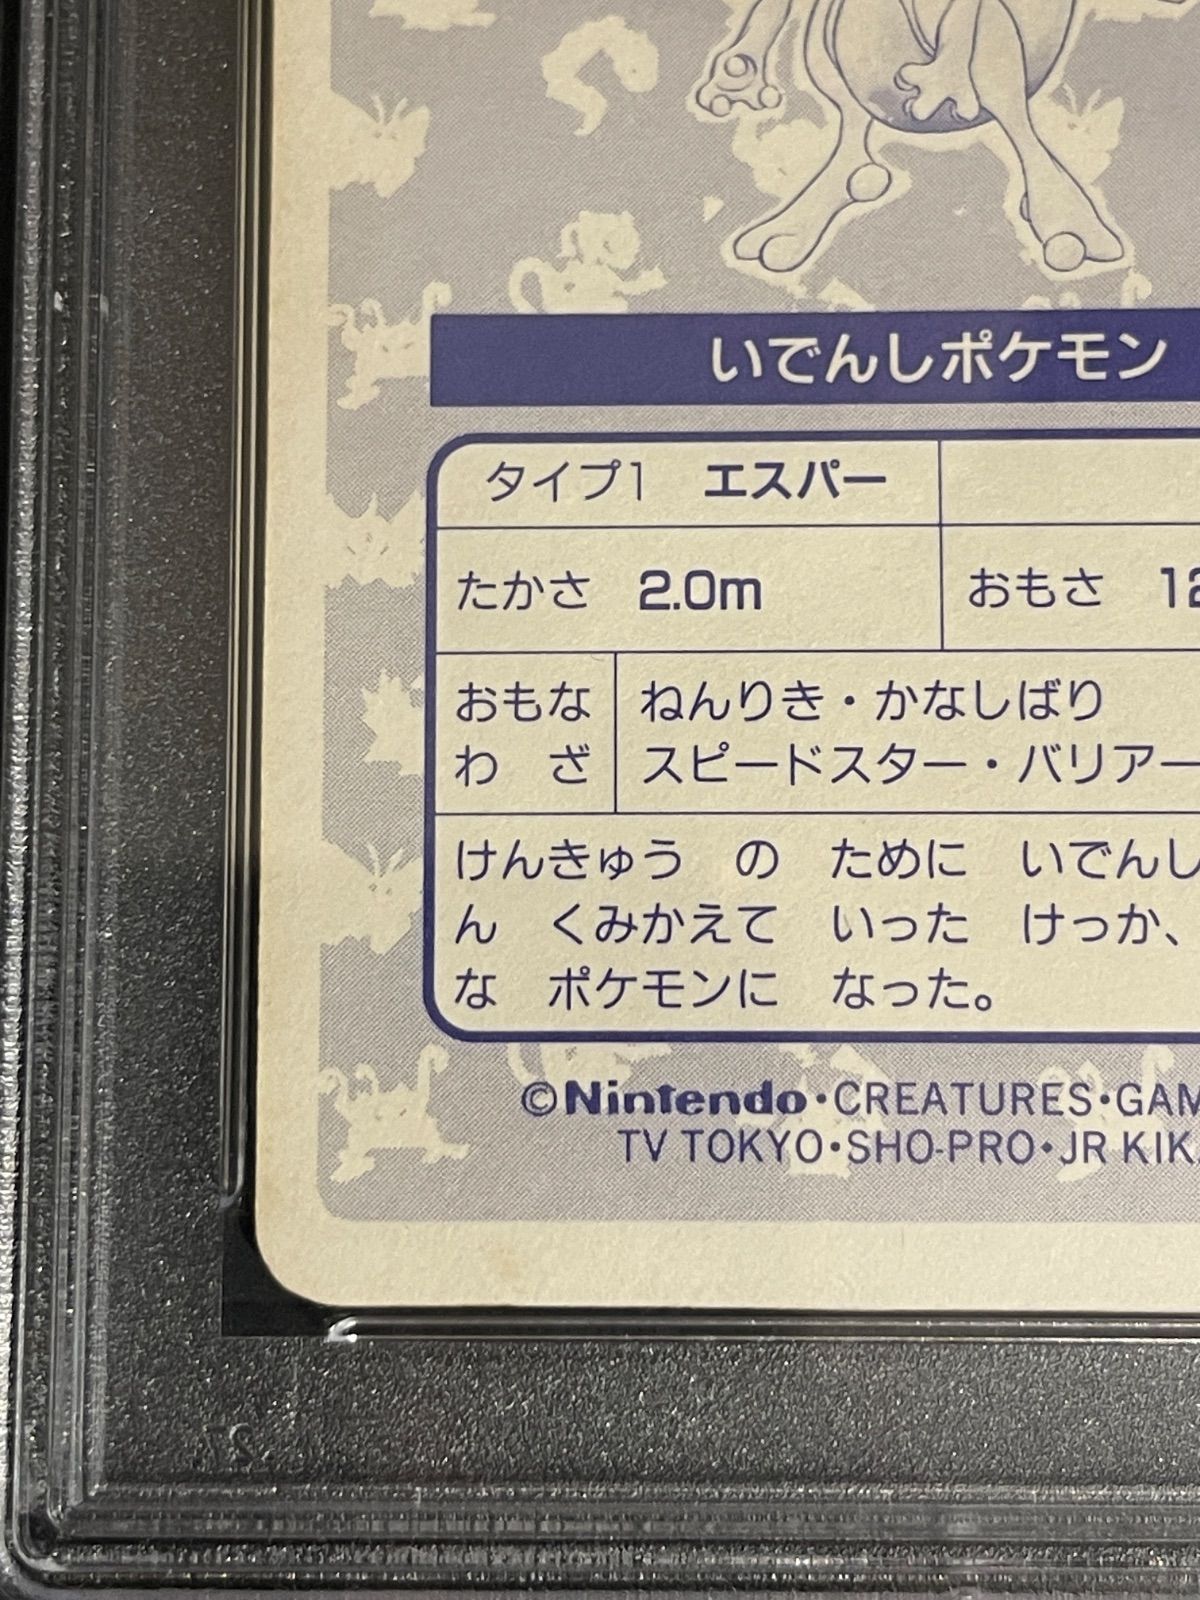 いでんしポケモン
タイプ1 エスパー
たかさ 2.0m おもさ 12
おもな わざ ねんりき・かなしばり
スピードスター・バリアー
けんきゅう の ために いでんし
ん くみかえて いった けっか、
な ポケモンに なった。
©Nintendo・CREATURES・GAM
TV TOKYO・SHO-PRO・JR KIK